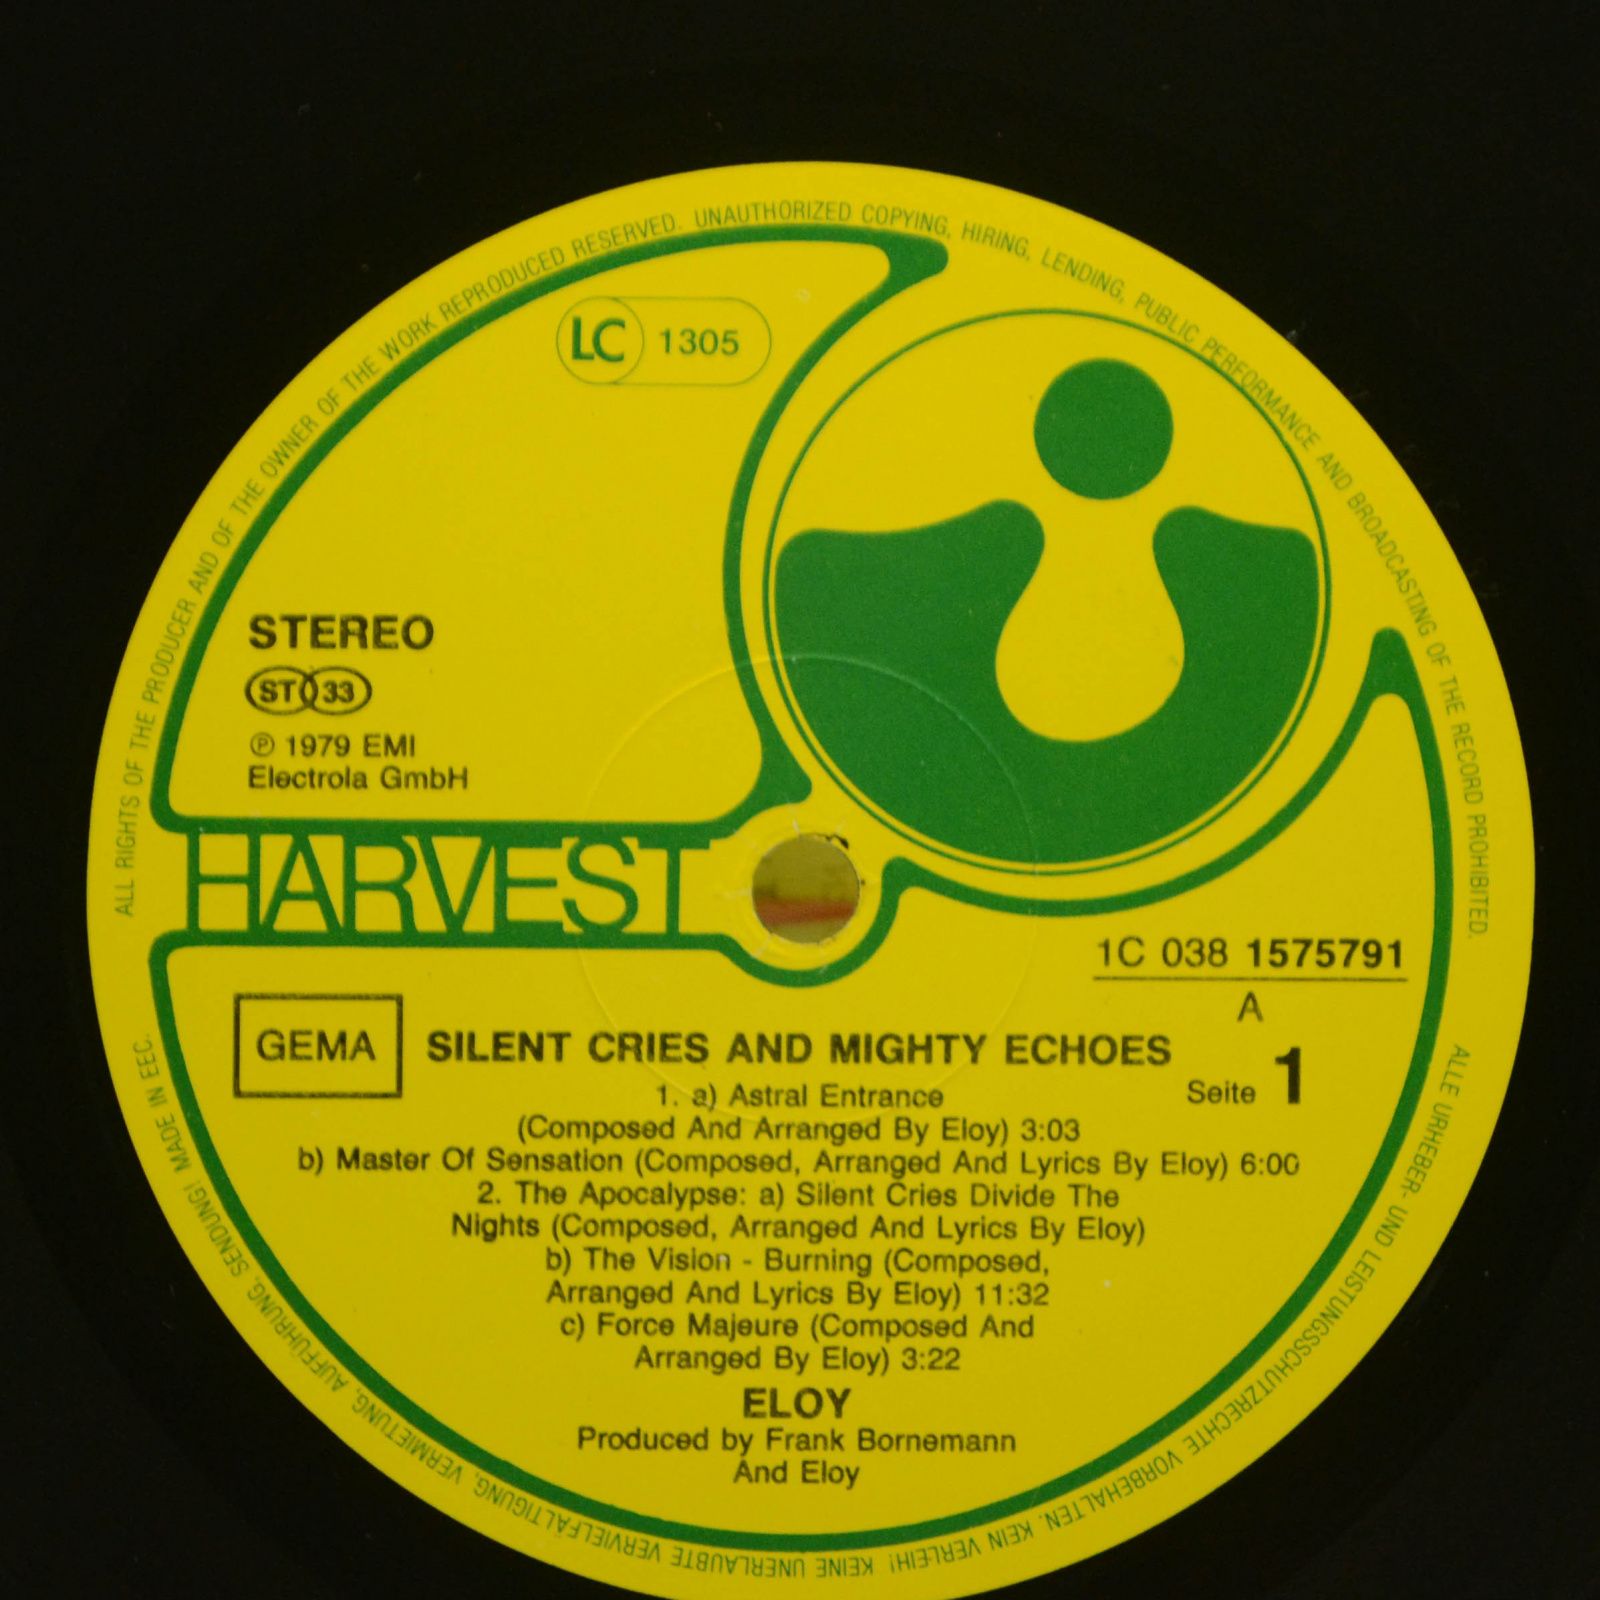 ALL RIGHTS OF THE PRODUCER AND OF THE OWNER OF THE WORK REPRODUCED RESERVED. UNAUTHORIZED COPYING, HIRING, LENDING, PUBLIC PERFORMANCE AND BROADCASTING OF THE RECORD PROHIBITED.
LC 1305
STEREO
ST 33
℗ 1979 EMI
Electrola GmbH
HARVEST
1C 038 1575791
A
GEMA
SILENT CRIES AND MIGHTY ECHOES
Seite 1
1. a) Astral Entrance
(Composed And Arranged By Eloy) 3:03
b) Master Of Sensation (Composed, Arranged And Lyrics By Eloy) 6:00
2. The Apocalypse: a) Silent Cries Divide The
Nights (Composed, Arranged And Lyrics By Eloy)
b) The Vision - Burning (Composed,
Arranged And Lyrics By Eloy) 11:32
c) Force Majeure (Composed And
Arranged By Eloy) 3:22
ELOY
Produced by Frank Bornemann
And Eloy
ALLE URHEBER- UND LEISTUNGSSCHUTZRECHTE VORBEHALTEN. KEIN VERLEIH! KEINE UNERLAUBTE VERVIELFÄLTIGUNG, VERMIETUNG, AUFFÜHRUNG, SENDUNG! MADE IN EEC.